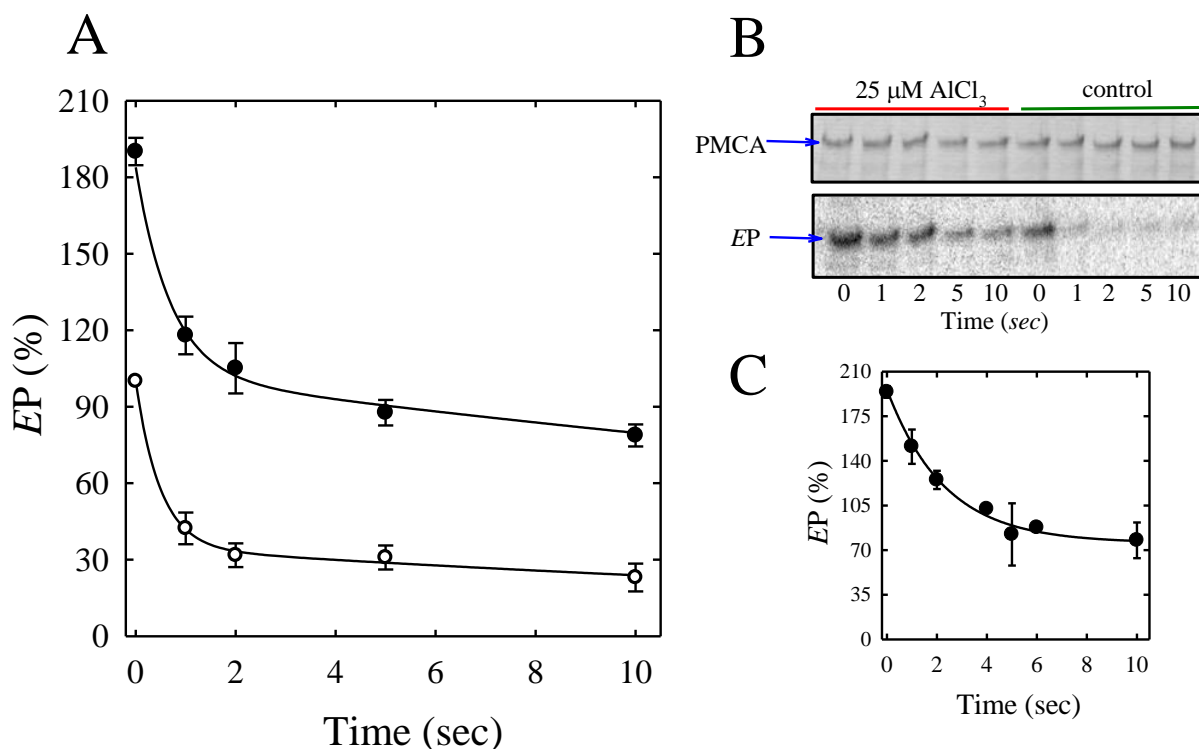 A
210
180
150
120
90
60
30
0
EP (%)
0 2 4 6 8 10
Time (sec)
B
25 μM AlCl₃ control
PMCA
EP
0 1 2 5 10 0 1 2 5 10
Time (sec)
C
210
175
140
105
70
35
0
EP (%)
0 2 4 6 8 10
Time (sec)